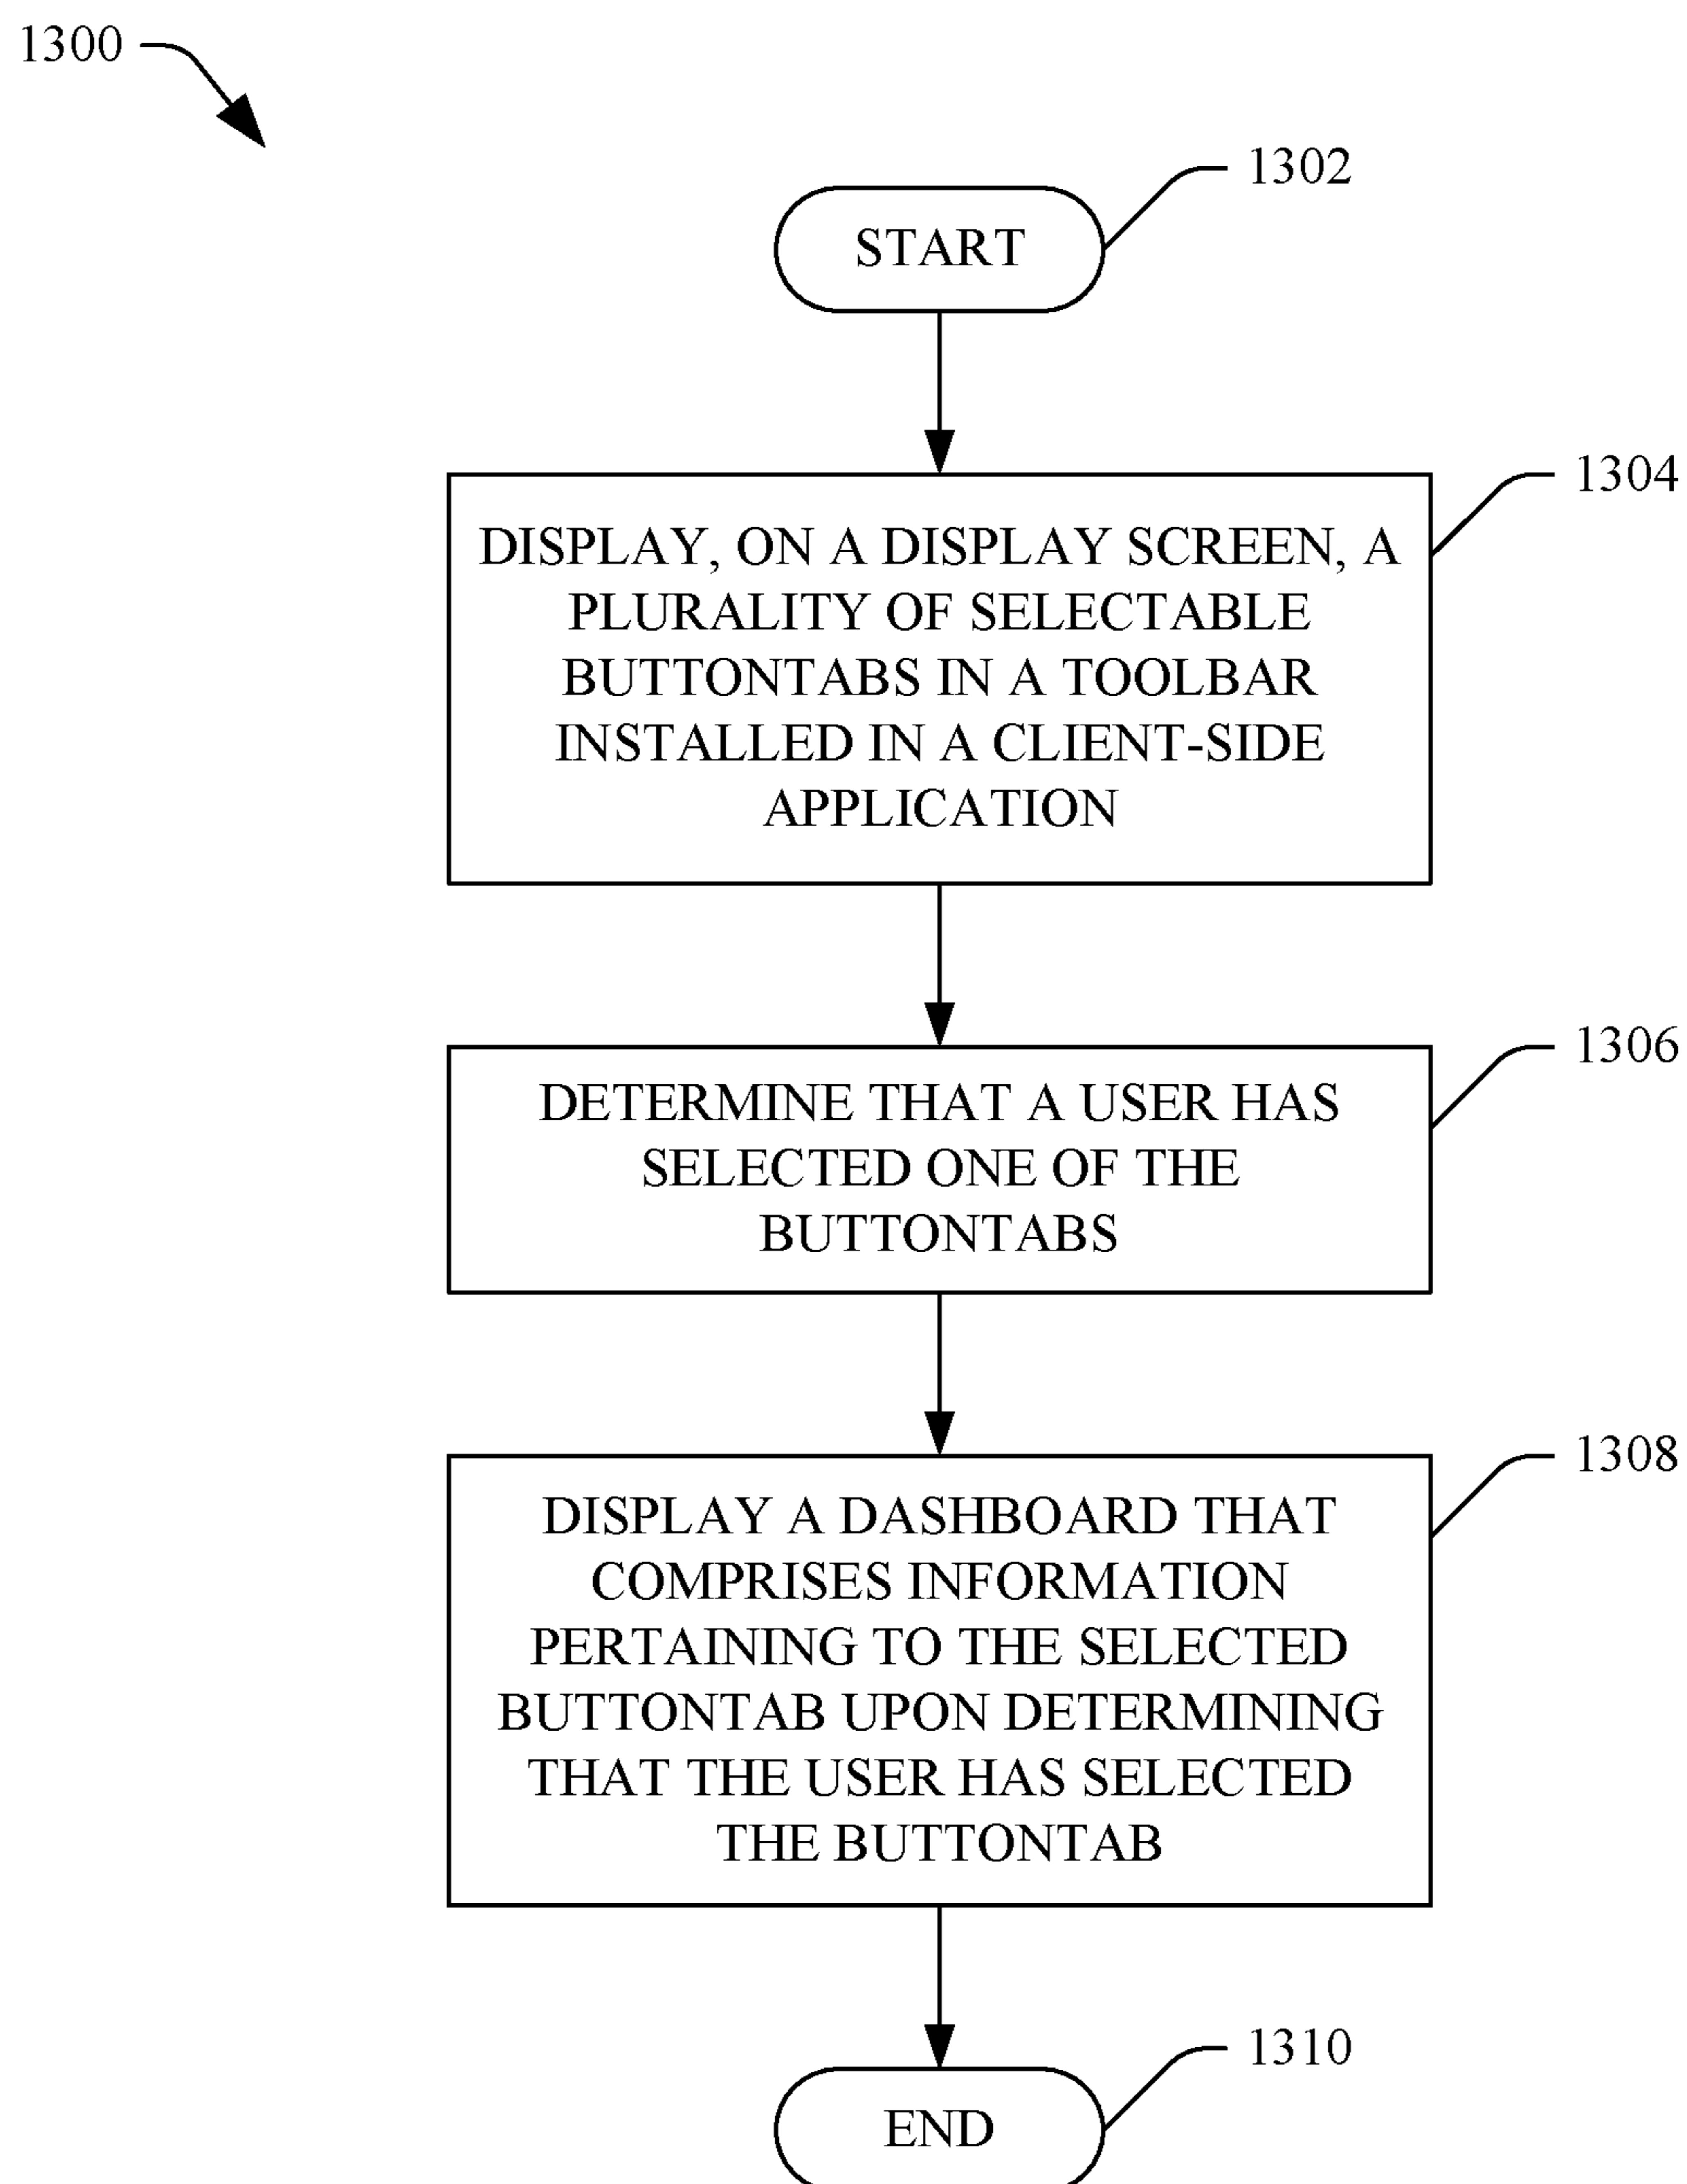 1300
1302
START
1304
DISPLAY, ON A DISPLAY SCREEN, A
PLURALITY OF SELECTABLE
BUTTONTABS IN A TOOLBAR
INSTALLED IN A CLIENT-SIDE
APPLICATION
1306
DETERMINE THAT A USER HAS
SELECTED ONE OF THE
BUTTONTABS
1308
DISPLAY A DASHBOARD THAT
COMPRISES INFORMATION
PERTAINING TO THE SELECTED
BUTTONTAB UPON DETERMINING
THAT THE USER HAS SELECTED
THE BUTTONTAB
1310
END